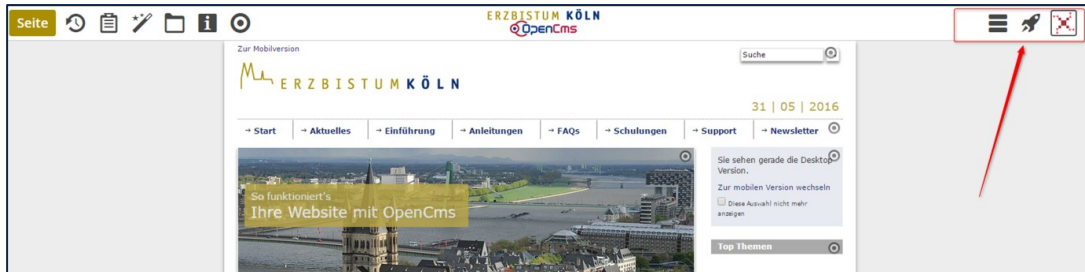 Seite
ERZBISTUM KÖLN
OpenCms
Zur Mobilversion
Suche
ERZBISTUM KÖLN
31 | 05 | 2016
→ Start → Aktuelles → Einführung → Anleitungen → FAQs → Schulungen → Support → Newsletter
So funktioniert's
Ihre Website mit OpenCms
Sie sehen gerade die Desktop
Version.
Zur mobilen Version wechseln
Diese Auswahl nicht mehr
anzeigen
Top Themen